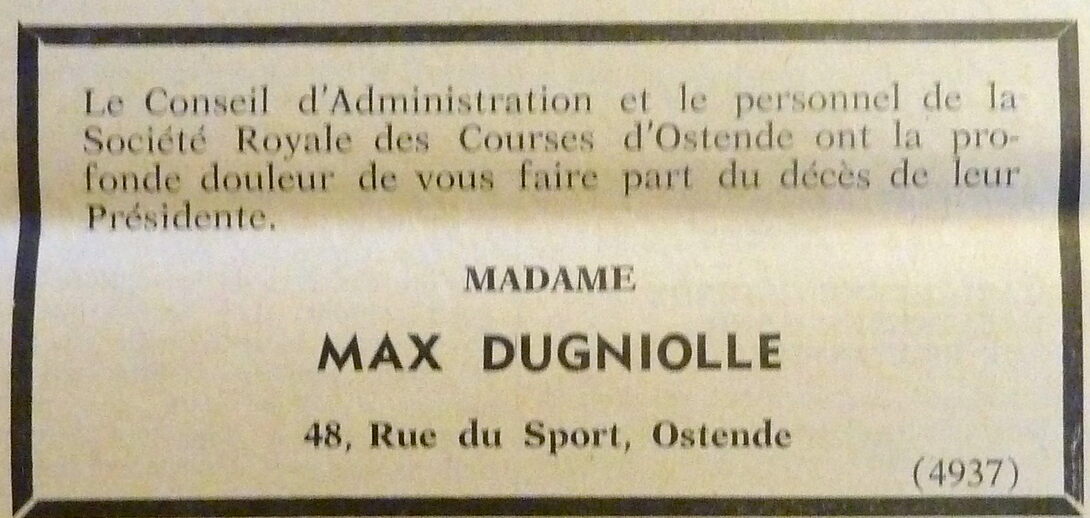 Le Conseil d'Administration et le personnel de la
Société Royale des Courses d'Ostende ont la pro-
fonde douleur de vous faire part du décès de leur
Présidente.
MADAME
MAX DUGNIOLLE
48, Rue du Sport, Ostende
(4937)